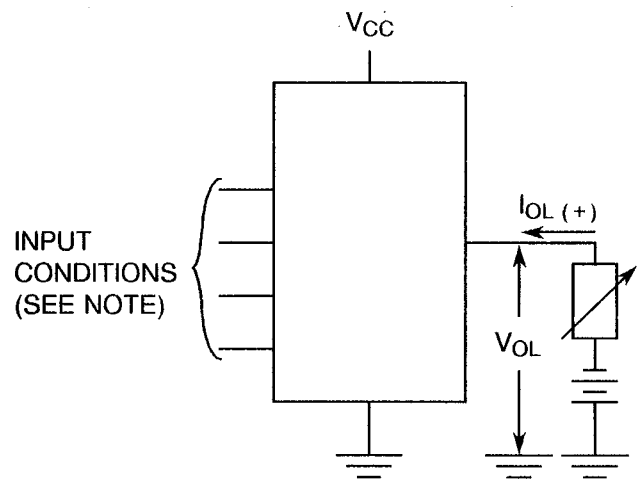 VCC
IOL (+)
INPUT
CONDITIONS
(SEE NOTE)
VOL